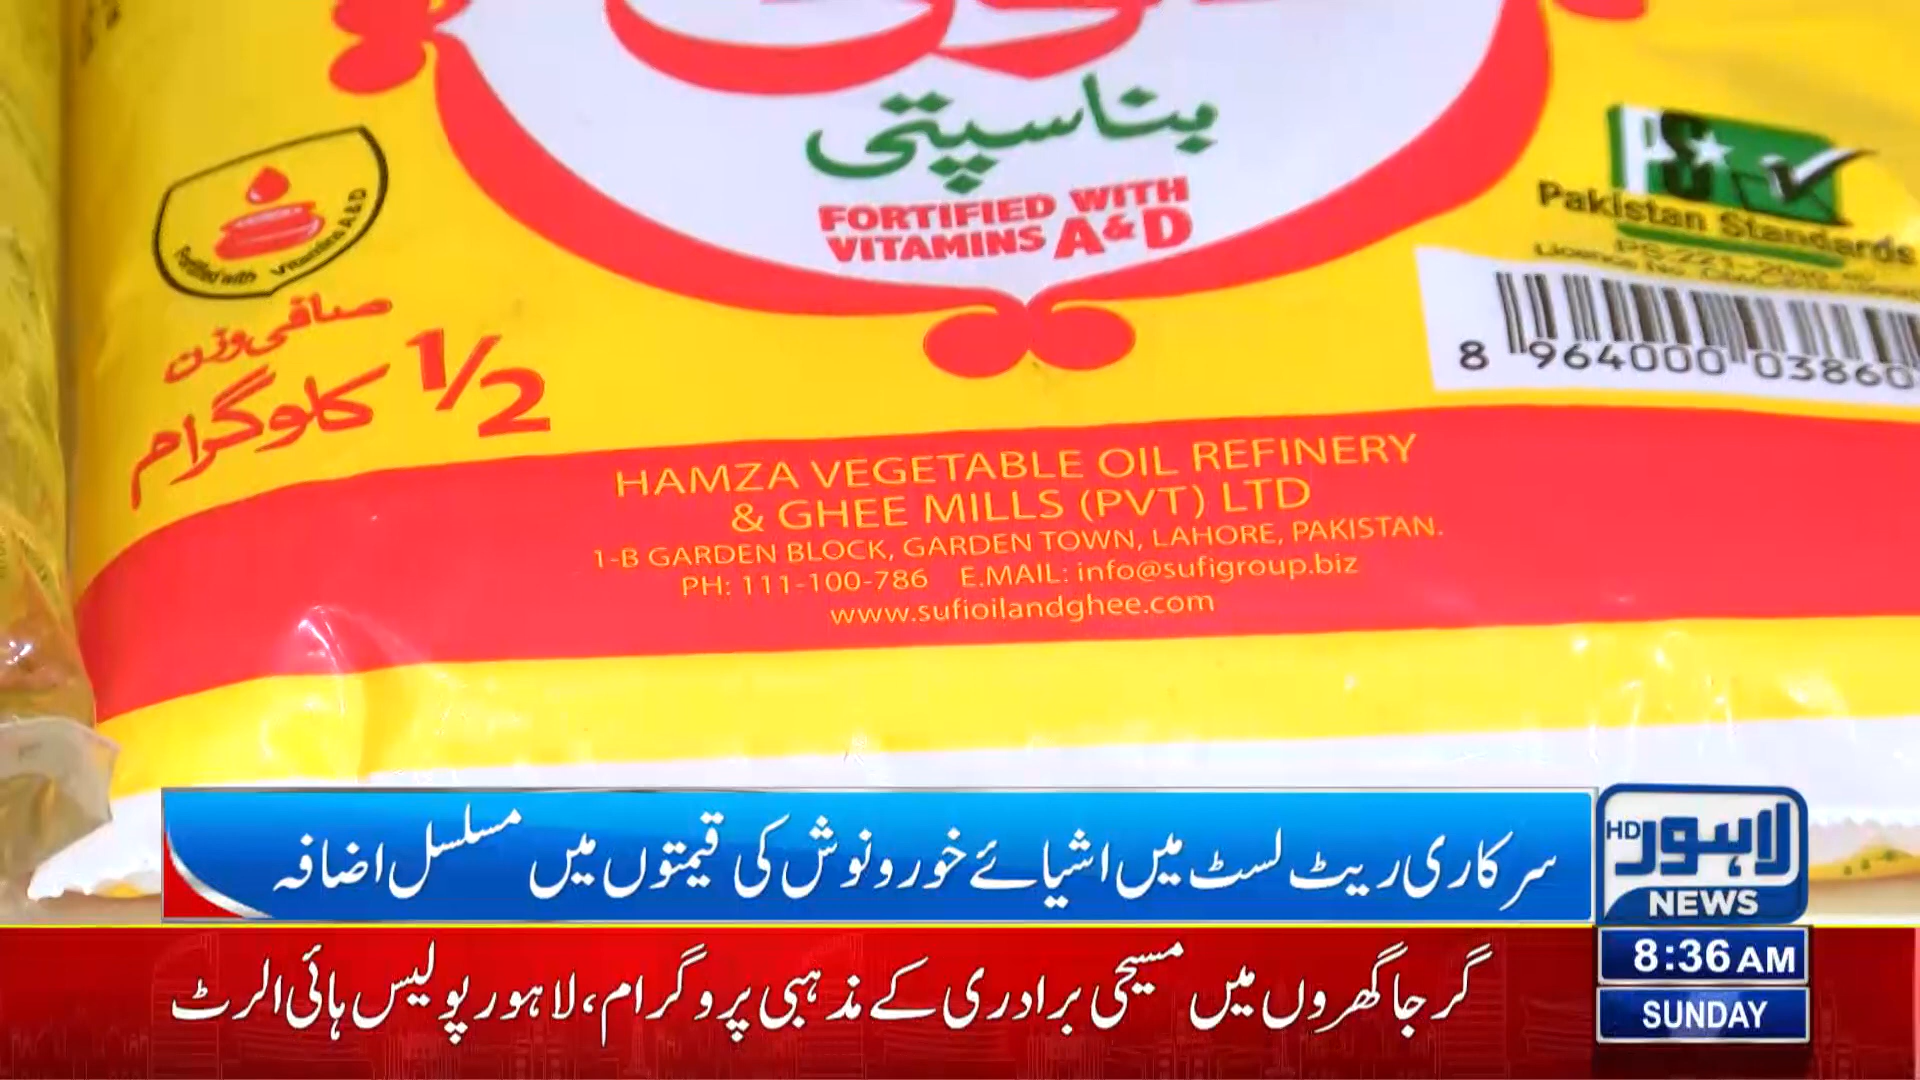 بناسپتی
FORTIFIED WITH
VITAMINS A&D
Fortified with Vitamins A&D
صافی وزن
1/2 کلوگرام
PS
Pakistan Standards
8 964000 03860
HAMZA VEGETABLE OIL REFINERY
& GHEE MILLS (PVT) LTD
1-B GARDEN BLOCK, GARDEN TOWN, LAHORE, PAKISTAN.
PH: 111-100-786 E.MAIL: info@sufigroup.biz
www.sufioilandghee.com
سرکاری ریٹ لسٹ میں اشیائے خورونوش کی قیمتوں میں مسلسل اضافہ
لاہور HD
NEWS
گرجا گھروں میں مسیحی برادری کے مذہبی پروگرام، لاہور پولیس ہائی الرٹ
8:36 AM
SUNDAY